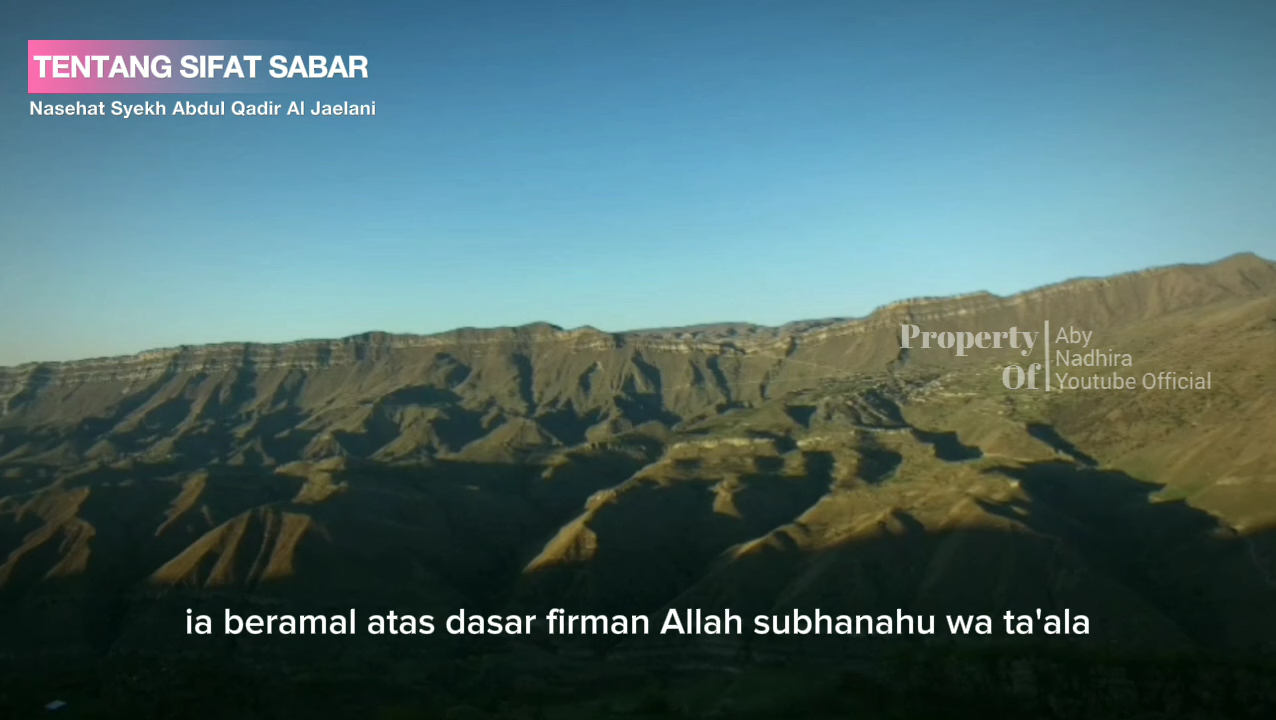 TENTANG SIFAT SABAR
Nasehat Syekh Abdul Qadir Al Jaelani
Property Of
Aby
Nadhira
Youtube Official
ia beramal atas dasar firman Allah subhanahu wa ta'ala